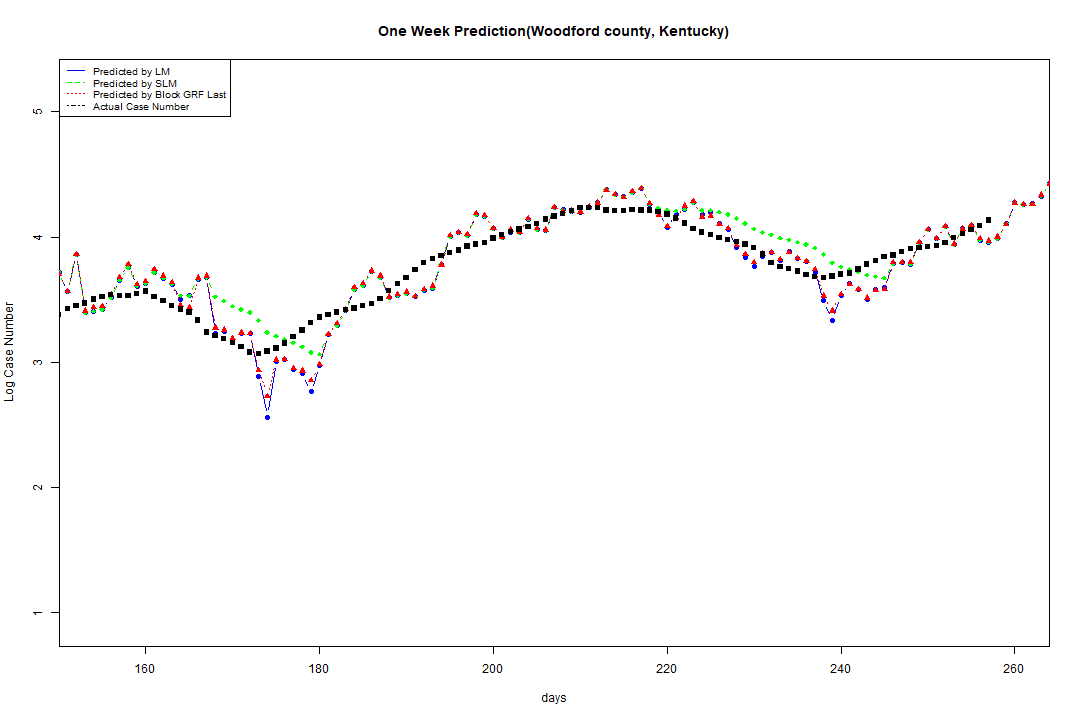 One Week Prediction(Woodford county, Kentucky)
Predicted by LM
Predicted by SLM
Predicted by Block GRF Last
Actual Case Number
5
4
3
2
1
Log Case Number
160 180 200 220 240 260
days